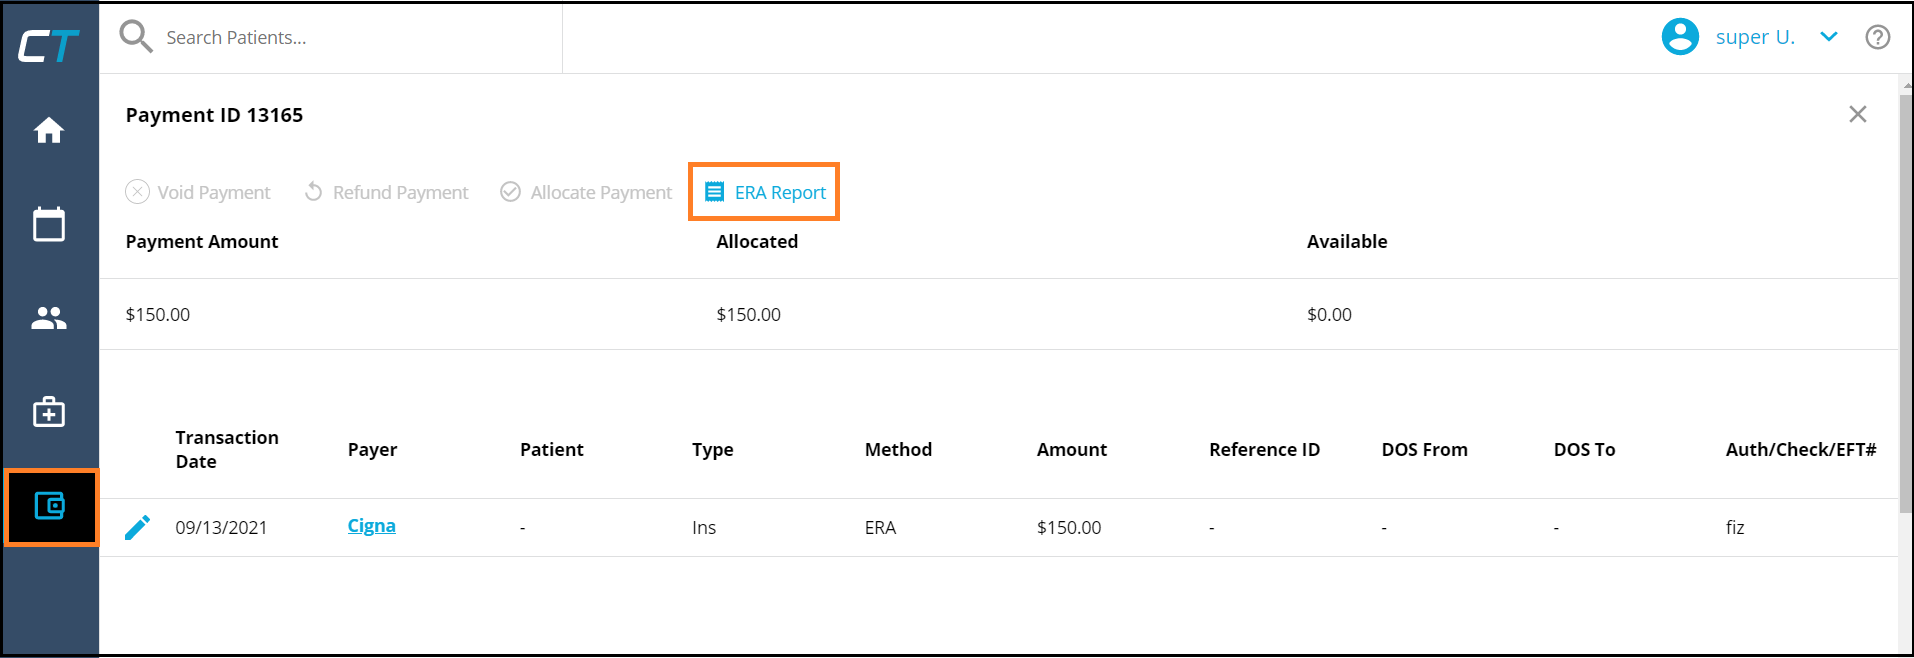 CT
Search Patients...
super U.
Payment ID 13165
Void Payment Refund Payment Allocate Payment ERA Report
Payment Amount Allocated Available
$150.00 $150.00 $0.00
Transaction Date Payer Patient Type Method Amount Reference ID DOS From DOS To Auth/Check/EFT#
09/13/2021 Cigna - Ins ERA $150.00 - - - fiz